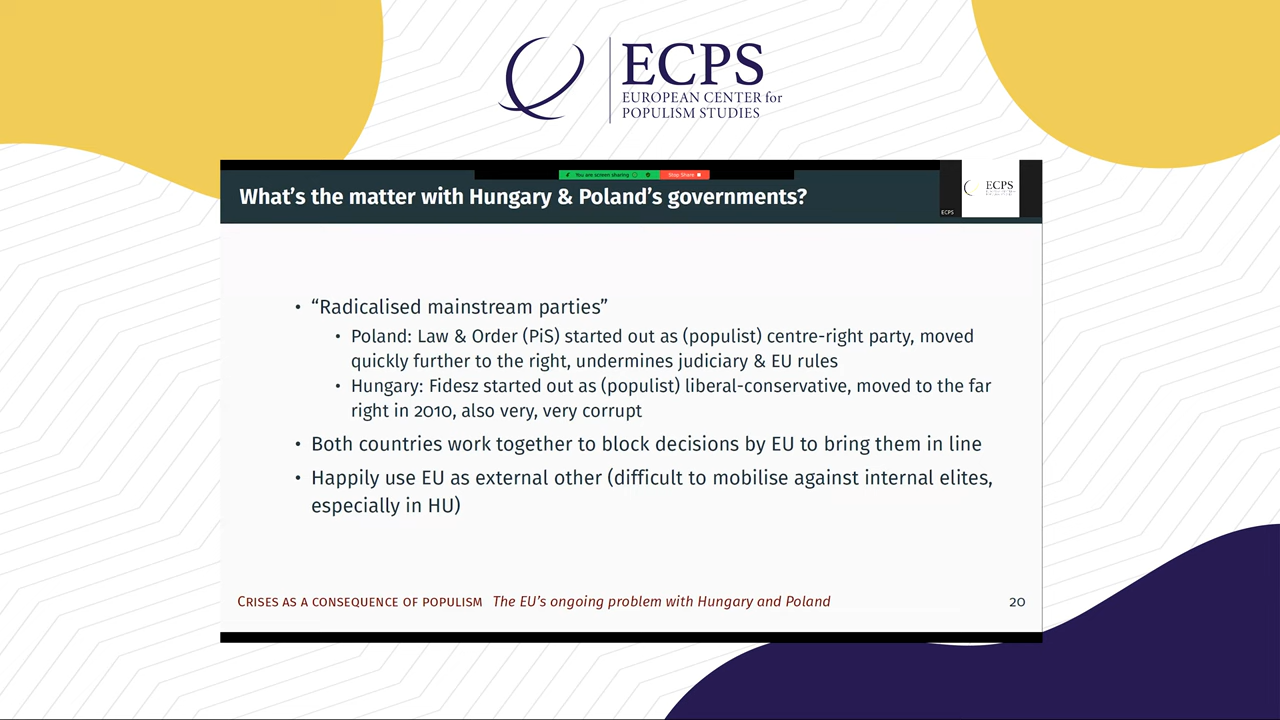 ECPS
EUROPEAN CENTER for
POPULISM STUDIES
You are screen sharing
Stop Share
What's the matter with Hungary & Poland's governments?
ECPS
ECPS
• “Radicalised mainstream parties”
• Poland: Law & Order (PiS) started out as (populist) centre-right party, moved
quickly further to the right, undermines judiciary & EU rules
• Hungary: Fidesz started out as (populist) liberal-conservative, moved to the far
right in 2010, also very, very corrupt
• Both countries work together to block decisions by EU to bring them in line
• Happily use EU as external other (difficult to mobilise against internal elites,
especially in HU)
CRISES AS A CONSEQUENCE OF POPULISM The EU's ongoing problem with Hungary and Poland 20